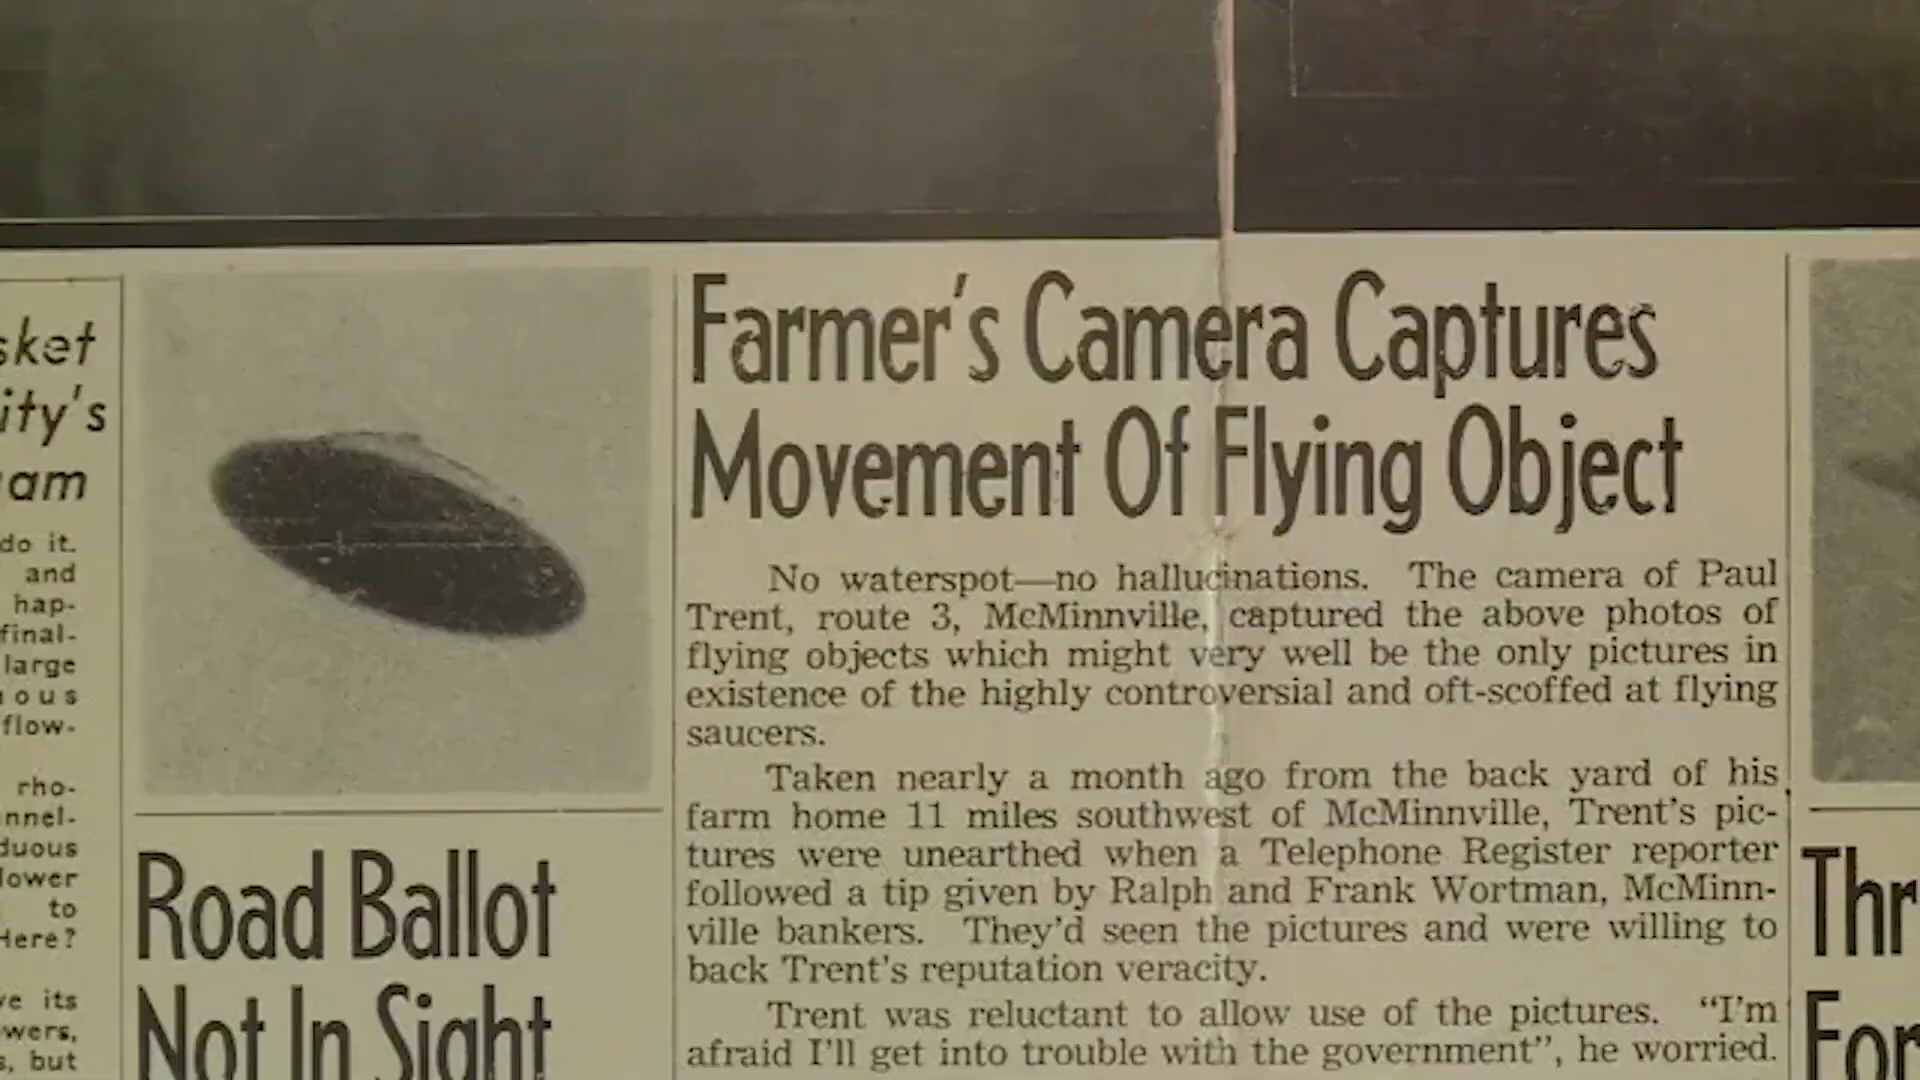 sket
ity's
am
do it.
and
hap-
final-
large
nous
flow-
rho-
nnel-
duous
lower
to
Here?
ve its
owers,
s, but
Road Ballot
Not In Sight
Farmer's Camera Captures
Movement Of Flying Object
No waterspot—no hallucinations. The camera of Paul
Trent, route 3, McMinnville, captured the above photos of
flying objects which might very well be the only pictures in
existence of the highly controversial and oft-scoffed at flying
saucers.
Taken nearly a month ago from the back yard of his
farm home 11 miles southwest of McMinnville, Trent's pic-
tures were unearthed when a Telephone Register reporter
followed a tip given by Ralph and Frank Wortman, McMinn-
ville bankers. They'd seen the pictures and were willing to
back Trent's reputation veracity.
Trent was reluctant to allow use of the pictures. "I'm
afraid I'll get into trouble with the government", he worried.
Thr
For